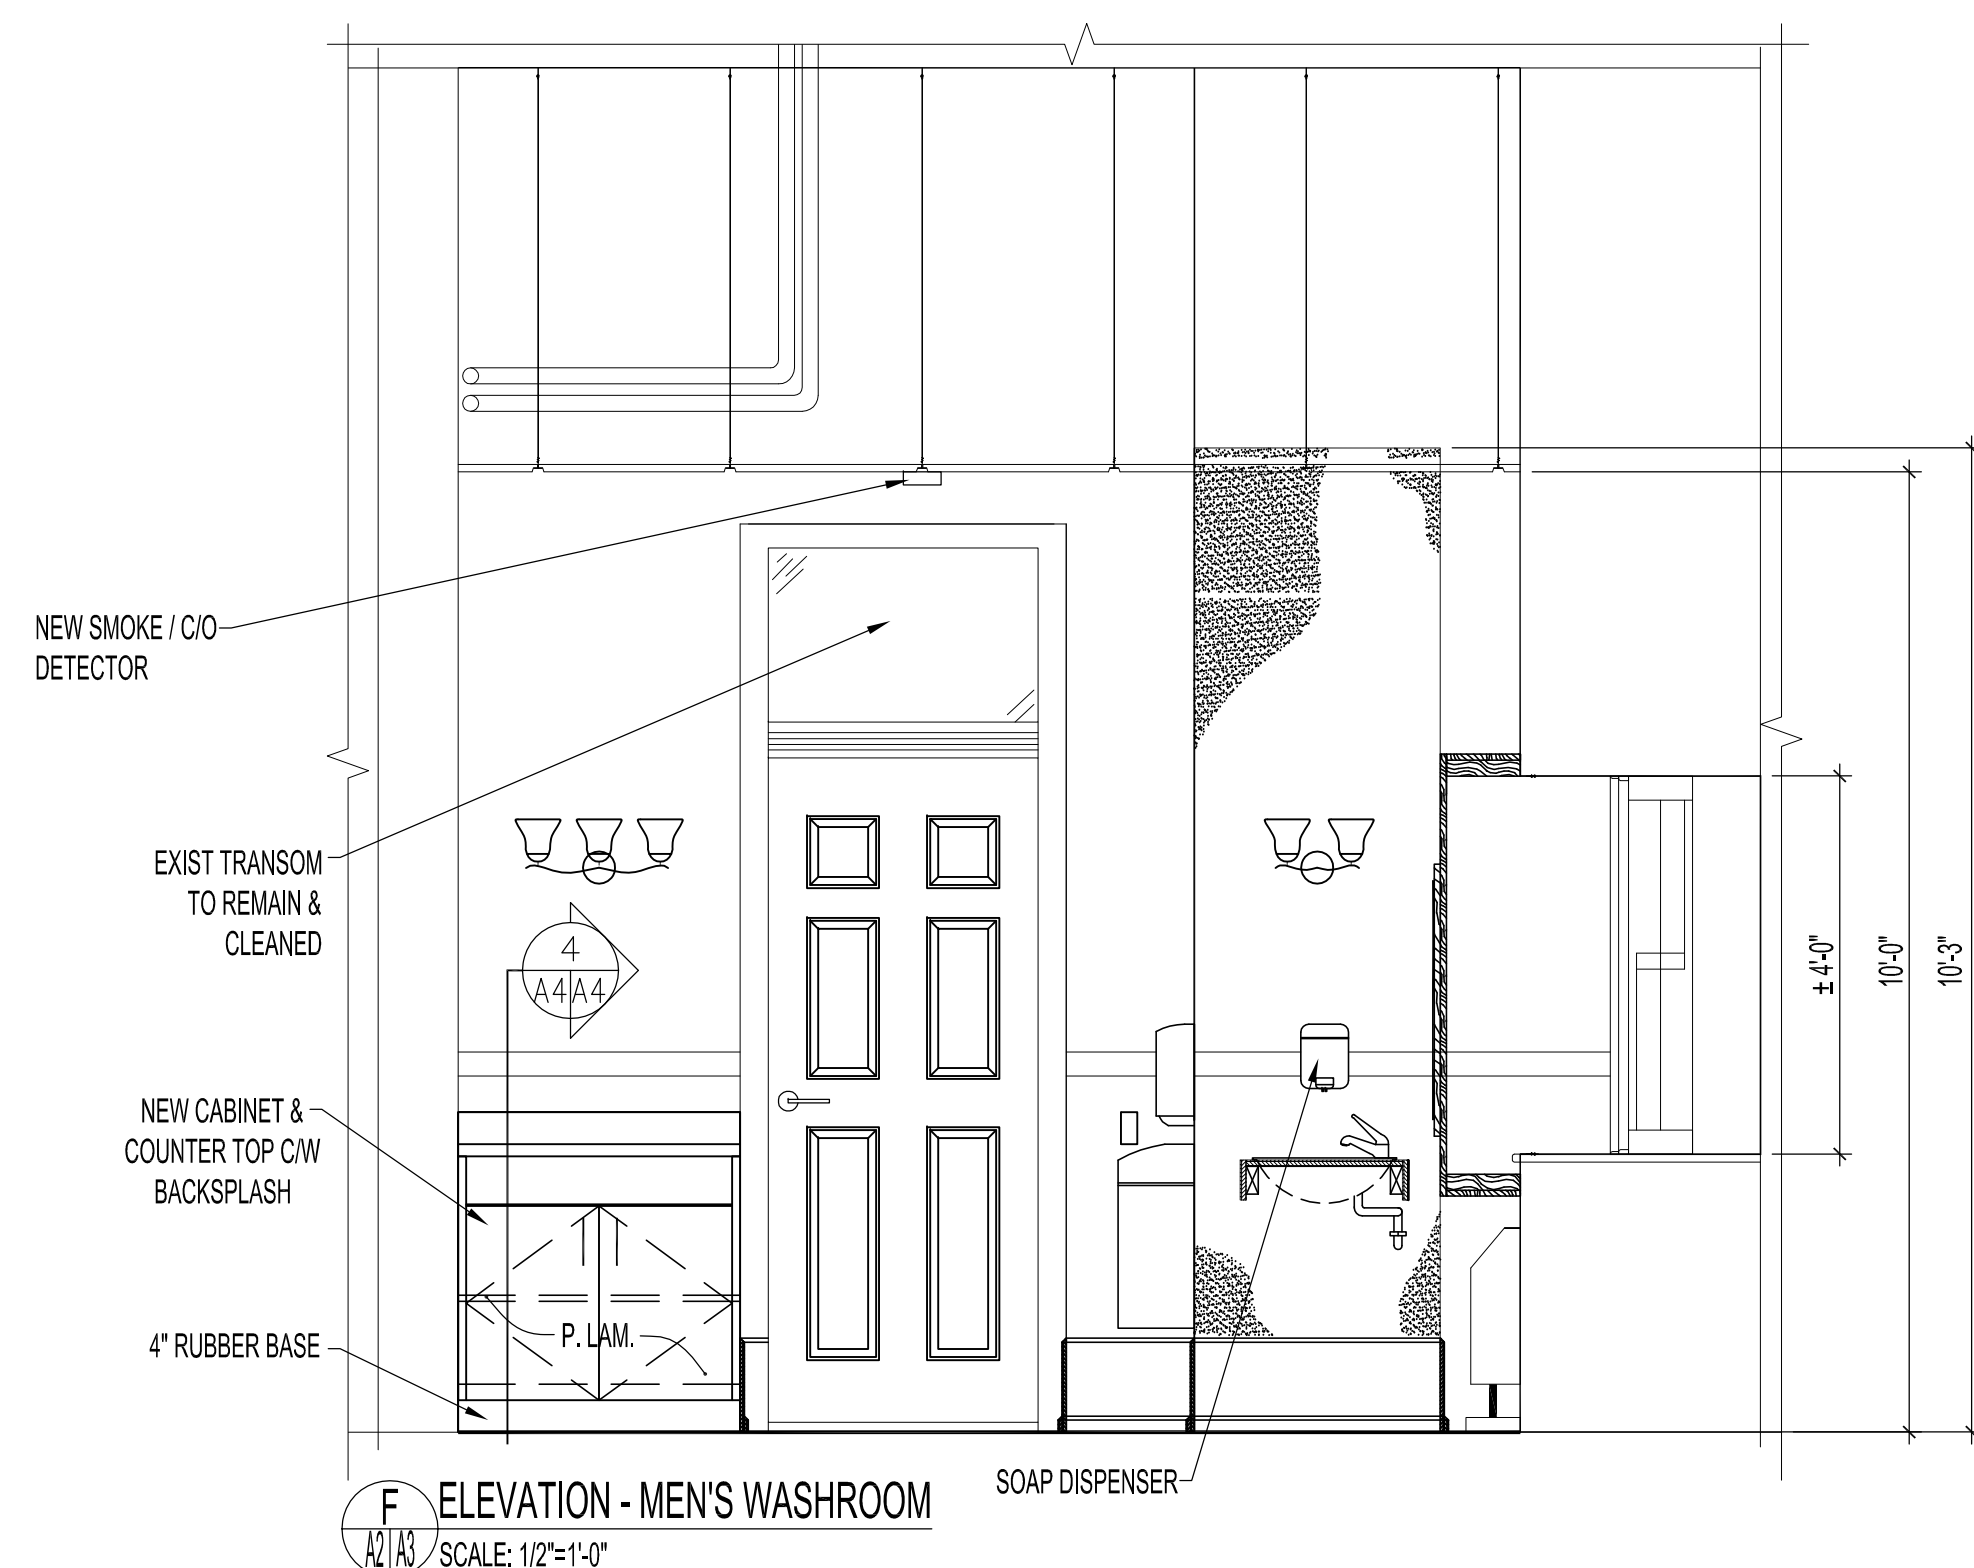 NEW SMOKE / C/O
DETECTOR
EXIST TRANSOM
TO REMAIN &
CLEANED
4
A4 A4
± 4'-0"
10'-0"
10'-3"
NEW CABINET &
COUNTER TOP C/W
BACKSPLASH
4" RUBBER BASE
P. LAM.
SOAP DISPENSER
F
A2 A3
ELEVATION - MEN'S WASHROOM
SCALE: 1/2"=1'-0"